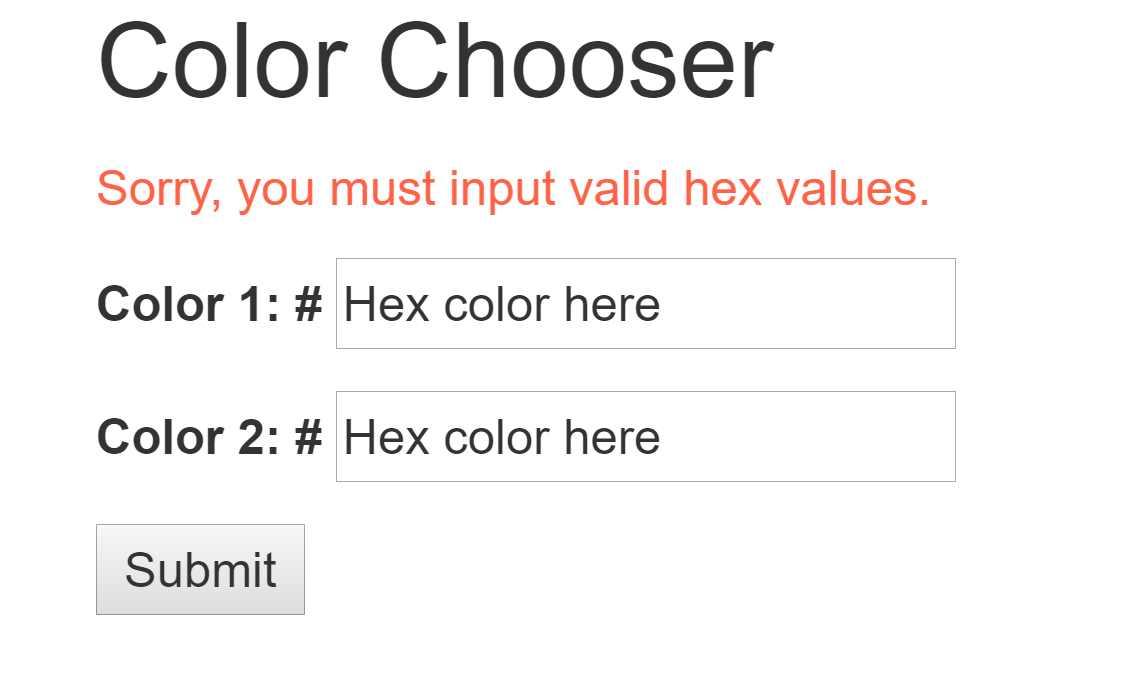 Color Chooser
Sorry, you must input valid hex values.
Color 1: # Hex color here
Color 2: # Hex color here
Submit